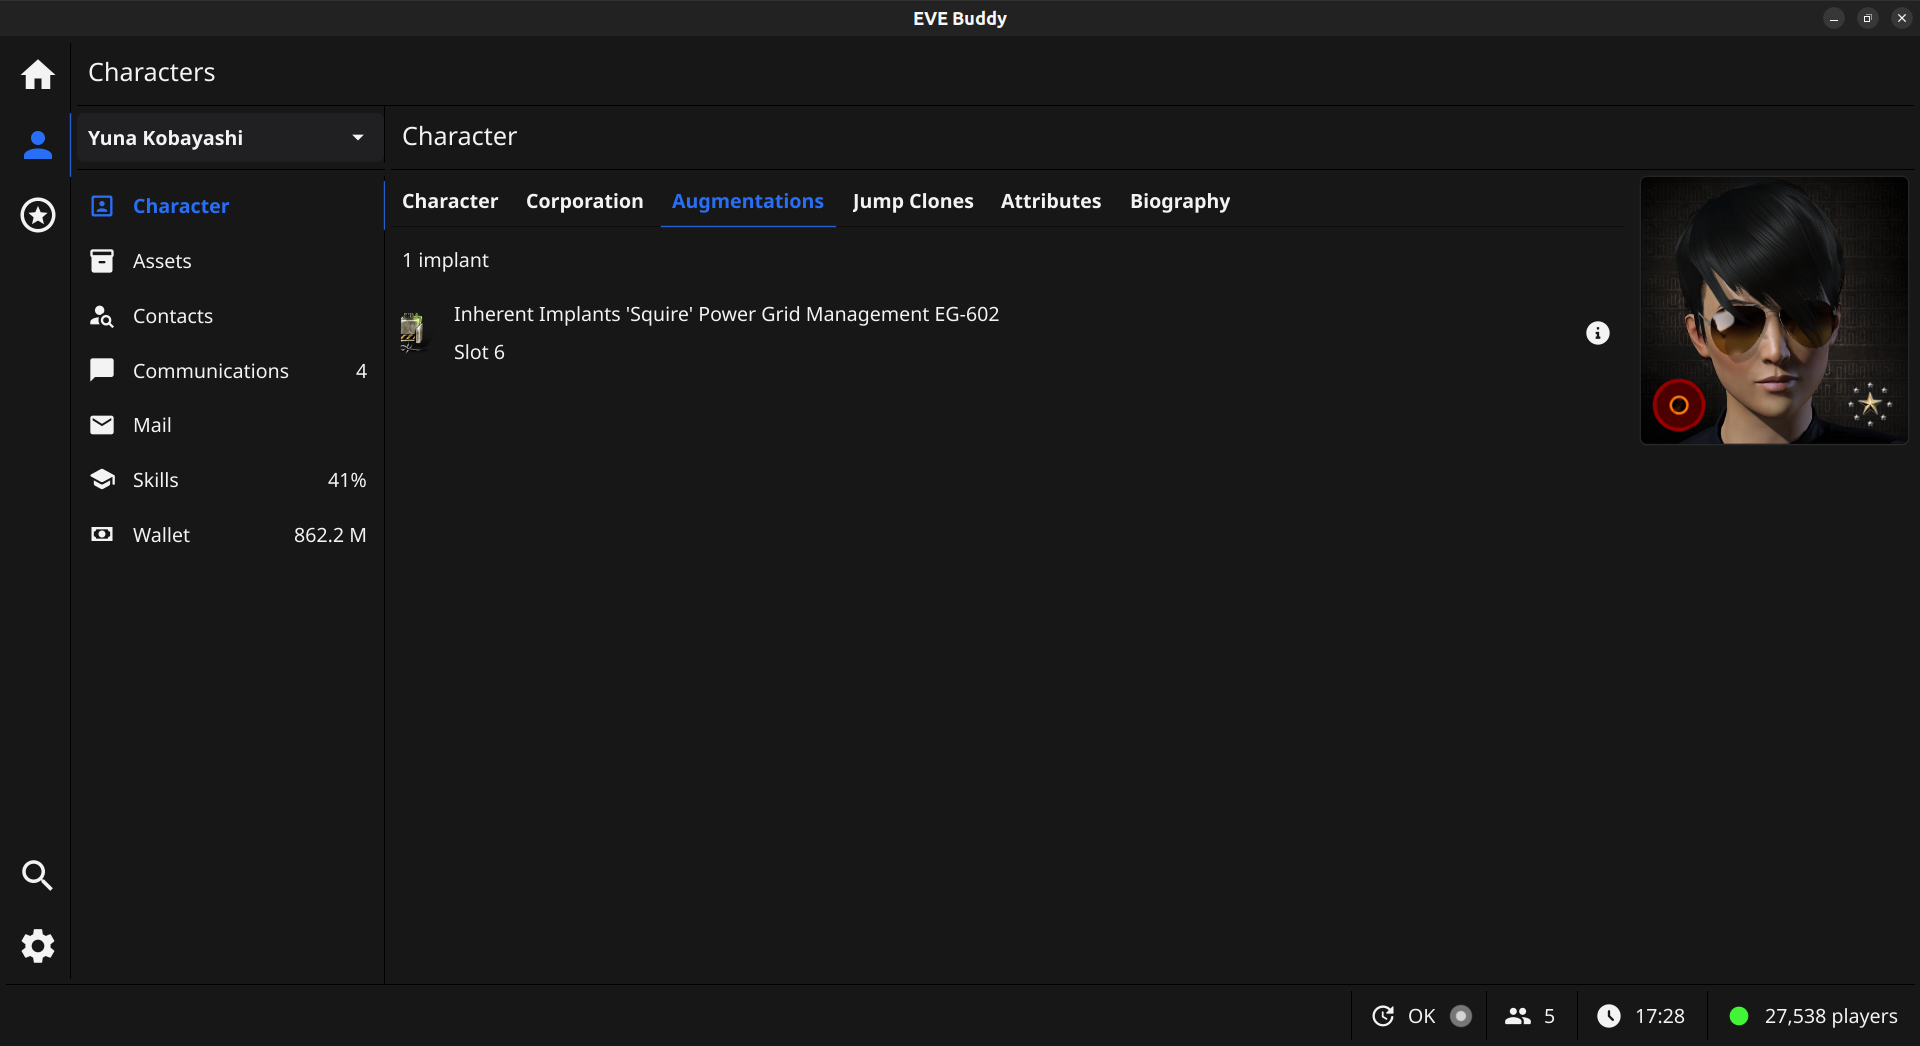 EVE Buddy
Characters
Yuna Kobayashi
Character
Character
Assets
Contacts
Communications 4
Mail
Skills 41%
Wallet 862.2 M
Character Corporation Augmentations Jump Clones Attributes Biography
1 implant
Inherent Implants 'Squire' Power Grid Management EG-602
Slot 6
OK 5 17:28 27,538 players